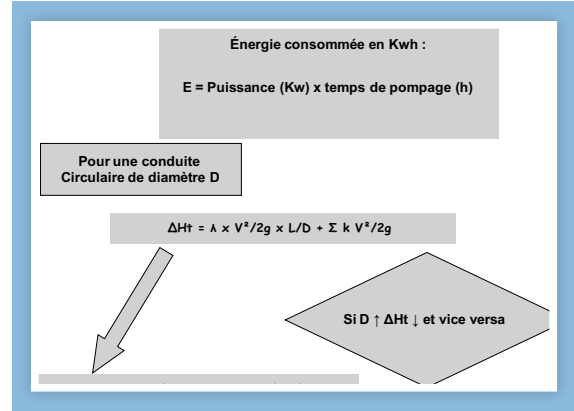 Énergie consommée en Kwh :
E = Puissance (Kw) x temps de pompage (h)
Pour une conduite
Circulaire de diamètre D
ΔHt = λ x V²/2g x L/D + Σ k V²/2g
Si D ↑ ΔHt ↓ et vice versa